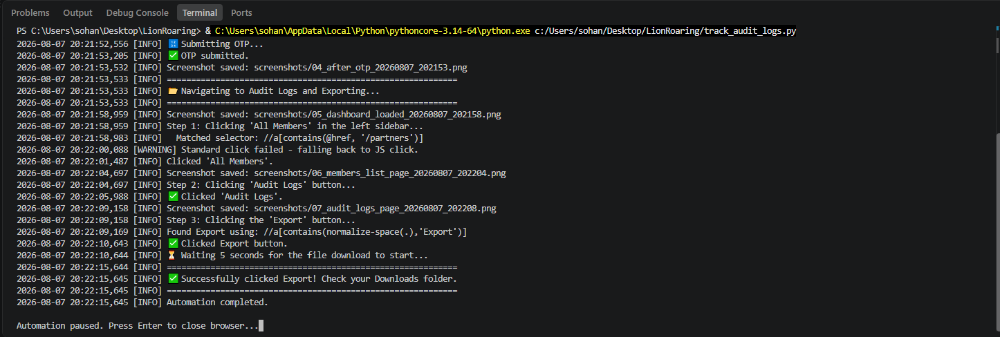 Problems Output Debug Console Terminal Ports
PS C:\Users\sohan\Desktop\LionRoaring> & C:\Users\sohan\AppData\Local\Python\pythoncore-3.14-64\python.exe c:/Users/sohan/Desktop/LionRoaring/track_audit_logs.py
2026-08-07 20:21:52,556 [INFO] 🔢 Submitting OTP...
2026-08-07 20:21:53,205 [INFO] ✅ OTP submitted.
2026-08-07 20:21:53,532 [INFO] Screenshot saved: screenshots/04_after_otp_20260807_202153.png
2026-08-07 20:21:53,533 [INFO] ============================================================
2026-08-07 20:21:53,533 [INFO] 📂 Navigating to Audit Logs and Exporting...
2026-08-07 20:21:53,533 [INFO] ============================================================
2026-08-07 20:21:58,959 [INFO] Screenshot saved: screenshots/05_dashboard_loaded_20260807_202158.png
2026-08-07 20:21:58,959 [INFO] Step 1: Clicking 'All Members' in the left sidebar...
2026-08-07 20:21:58,983 [INFO]   Matched selector: //a[contains(@href, '/partners')]
2026-08-07 20:22:00,088 [WARNING] Standard click failed - falling back to JS click.
2026-08-07 20:22:01,487 [INFO] Clicked 'All Members'.
2026-08-07 20:22:04,697 [INFO] Screenshot saved: screenshots/06_members_list_page_20260807_202204.png
2026-08-07 20:22:04,697 [INFO] Step 2: Clicking 'Audit Logs' button...
2026-08-07 20:22:05,988 [INFO] ✅ Clicked 'Audit Logs'.
2026-08-07 20:22:09,158 [INFO] Screenshot saved: screenshots/07_audit_logs_page_20260807_202208.png
2026-08-07 20:22:09,158 [INFO] Step 3: Clicking the 'Export' button...
2026-08-07 20:22:09,169 [INFO] Found Export using: //a[contains(normalize-space(.),'Export')]
2026-08-07 20:22:10,643 [INFO] ✅ Clicked Export button.
2026-08-07 20:22:10,644 [INFO] ⏳ Waiting 5 seconds for the file download to start...
2026-08-07 20:22:15,644 [INFO] ============================================================
2026-08-07 20:22:15,645 [INFO] ✅ Successfully clicked Export! Check your Downloads folder.
2026-08-07 20:22:15,645 [INFO] ============================================================
2026-08-07 20:22:15,645 [INFO] Automation completed.
Automation paused. Press Enter to close browser...